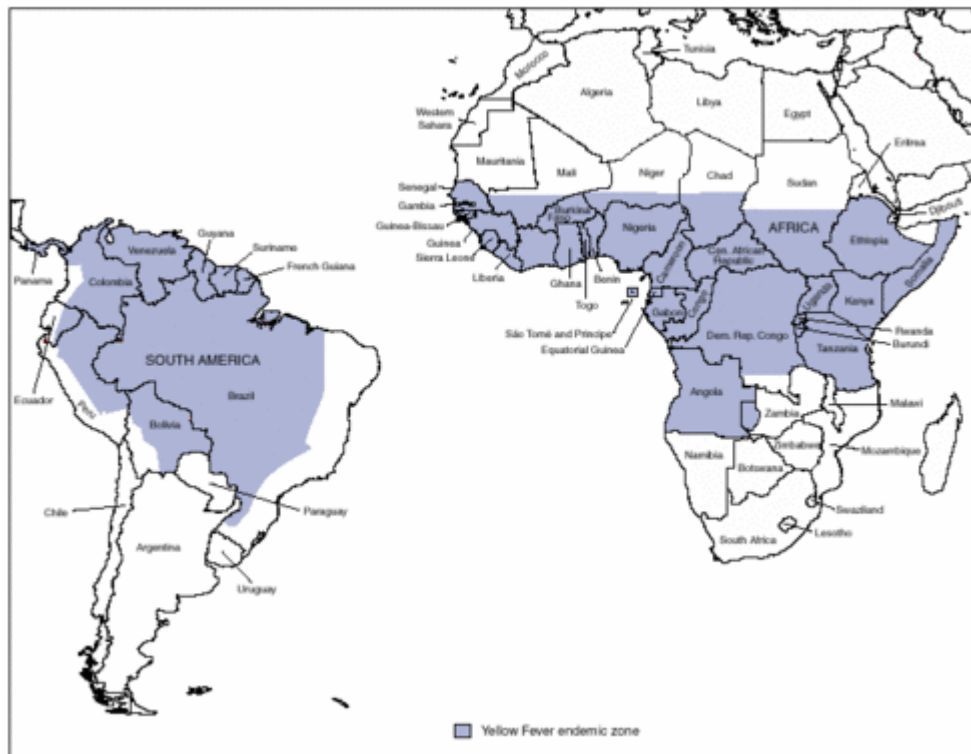 Tunisia
Morocco
Algeria
Libya
Egypt
Western
Sahara
Eritrea
Mauritania
Mali
Niger
Chad
Sudan
Senegal
Gambia
Djibouti
Burkina
Faso
Guinea-Bissau
Nigeria
AFRICA
Guinea
Ethiopia
Sierra Leone
Cen. African
Republic
Cameroon
Somalia
Liberia
Ghana
Benin
Togo
Uganda
Kenya
Gabon
Congo
São Tomé and Principe
Equatorial Guinea
Dem. Rep. Congo
Rwanda
Burundi
Tanzania
Angola
Malawi
Zambia
Zimbabwe
Mozambique
Namibia
Botswana
Swaziland
Lesotho
South Africa
Guyana
Venezuela
Suriname
French Guiana
Panama
Colombia
SOUTH AMERICA
Ecuador
Peru
Brazil
Bolivia
Chile
Paraguay
Argentina
Uruguay
Yellow Fever endemic zone